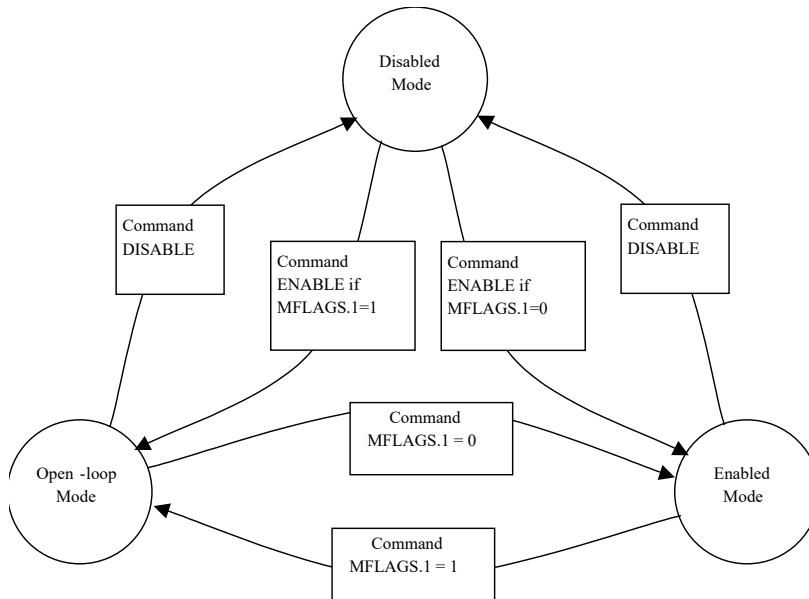 Disabled
Mode
Command
DISABLE
Command
ENABLE if
MFLAGS.1=1
Command
ENABLE if
MFLAGS.1=0
Command
DISABLE
Command
MFLAGS.1 = 0
Open -loop
Mode
Enabled
Mode
Command
MFLAGS.1 = 1